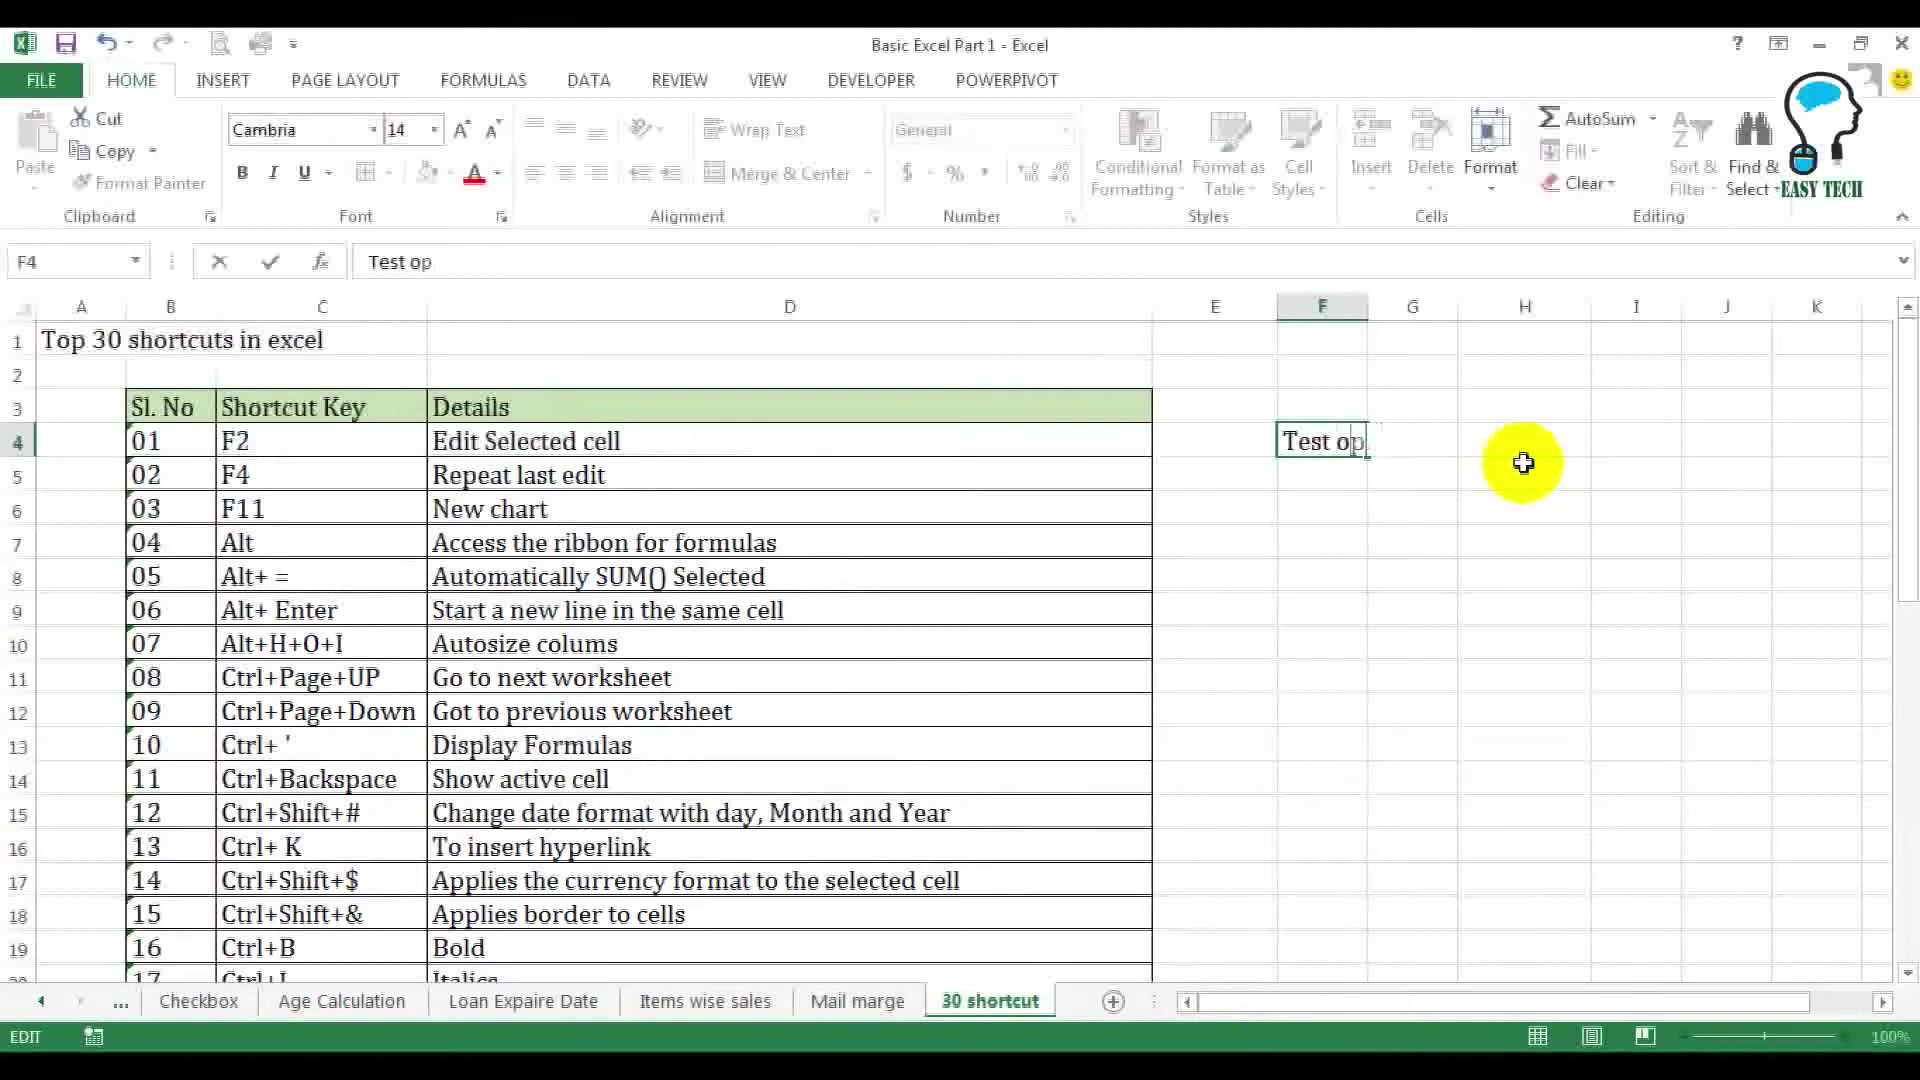 Basic Excel Part 1 - Excel
?
FILE HOME INSERT PAGE LAYOUT FORMULAS DATA REVIEW VIEW DEVELOPER POWERPIVOT
Paste
Cut
Copy
Format Painter
Clipboard
Cambria 14
B I U
Font
Wrap Text
Merge & Center
Alignment
General
$ % ,
Number
Conditional Formatting
Format as Table
Cell Styles
Styles
Insert Delete Format
Cells
AutoSum
Fill
Clear
Sort & Filter
Find & Select
Editing
EASY TECH
F4 fx Test op
A B C D E F G H I J K
1 Top 30 shortcuts in excel
2
3 Sl. No Shortcut Key Details
4 01 F2 Edit Selected cell Test op
5 02 F4 Repeat last edit
6 03 F11 New chart
7 04 Alt Access the ribbon for formulas
8 05 Alt+ = Automatically SUM() Selected
9 06 Alt+ Enter Start a new line in the same cell
10 07 Alt+H+O+I Autosize colums
11 08 Ctrl+Page+UP Go to next worksheet
12 09 Ctrl+Page+Down Got to previous worksheet
13 10 Ctrl+ ' Display Formulas
14 11 Ctrl+Backspace Show active cell
15 12 Ctrl+Shift+# Change date format with day, Month and Year
16 13 Ctrl+ K To insert hyperlink
17 14 Ctrl+Shift+$ Applies the currency format to the selected cell
18 15 Ctrl+Shift+& Applies border to cells
19 16 Ctrl+B Bold
17 Ctrl+I Italics
... Checkbox Age Calculation Loan Expaire Date Items wise sales Mail marge 30 shortcut
EDIT 100%